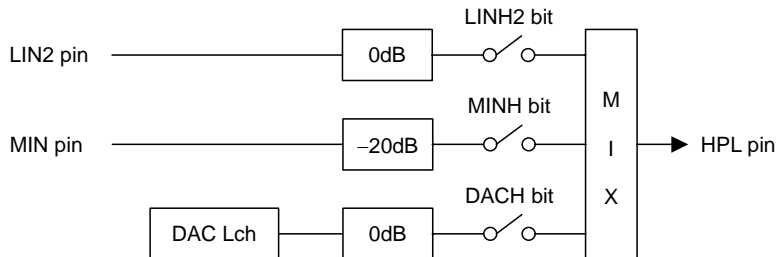 LINH2 bit
LIN2 pin
0dB
MINH bit
MIN pin
−20dB
M
I
X
HPL pin
DACH bit
DAC Lch
0dB